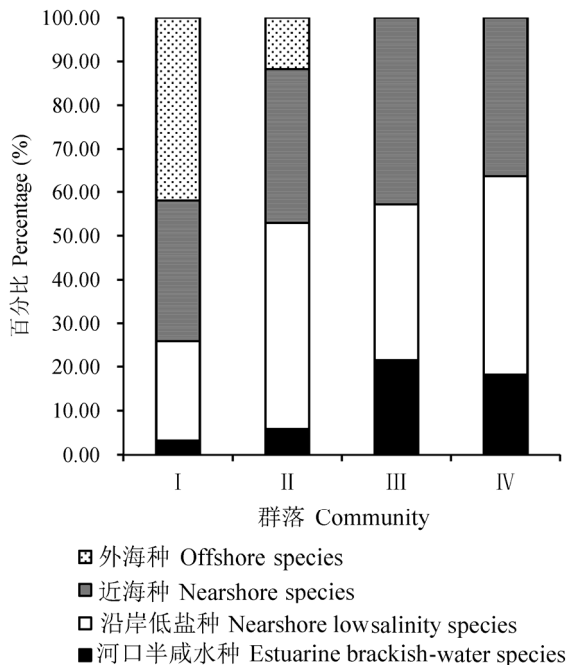 100.00
90.00
80.00
70.00
60.00
50.00
40.00
30.00
20.00
10.00
0.00
百分比 Percentage (%)
I II III IV
群落 Community
外海种 Offshore species
近海种 Nearshore species
沿岸低盐种 Nearshore lowsalinity species
河口半咸水种 Estuarine brackish-water species